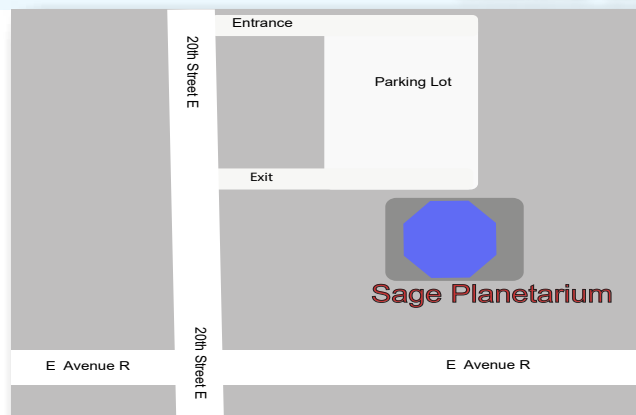 Entrance
20th Street E
Parking Lot
Exit
Sage Planetarium
20th Street E
E Avenue R
E Avenue R